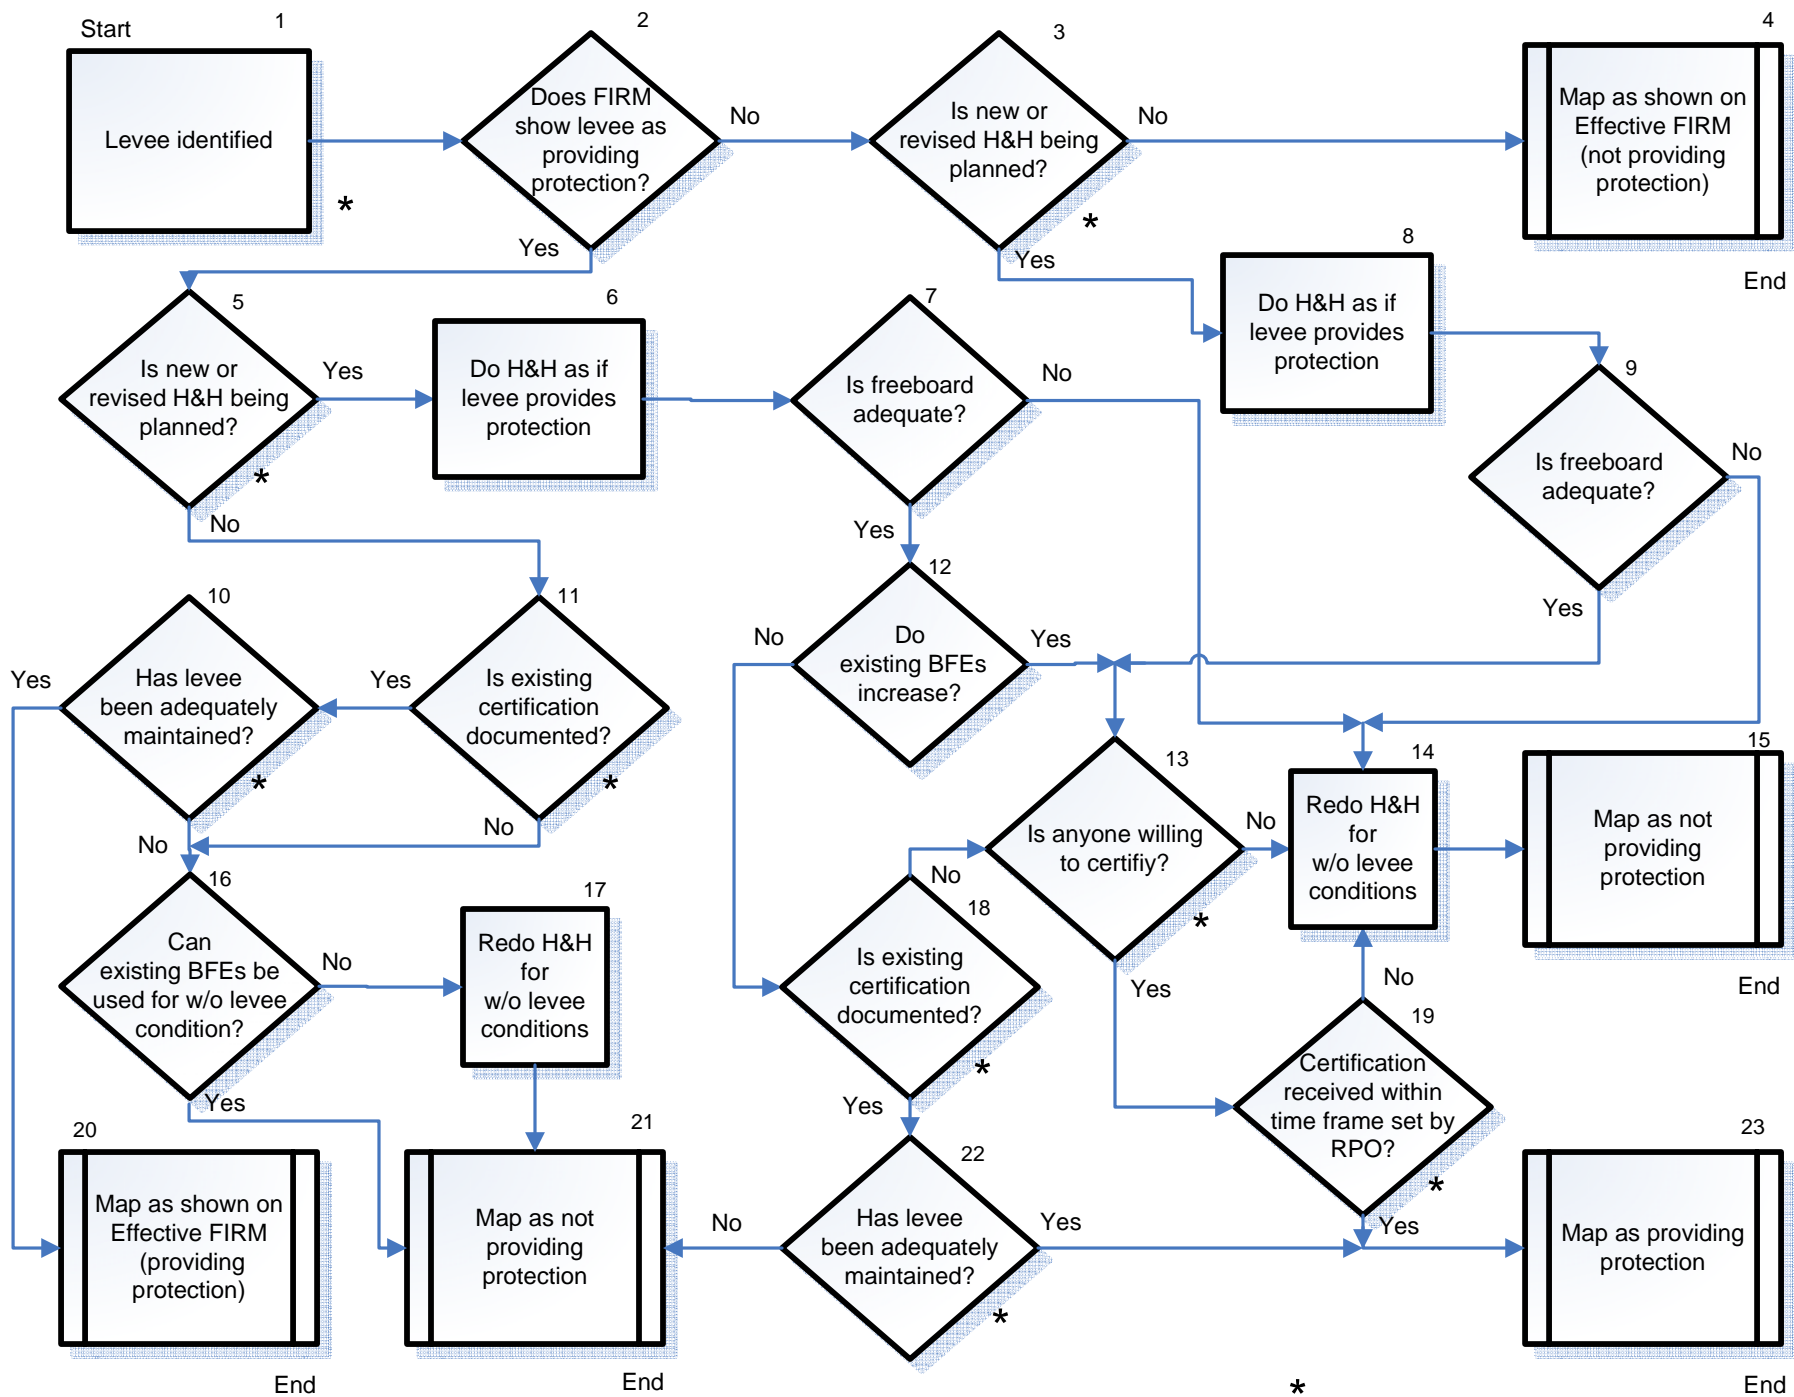 Start
1
Levee identified
*
2
Does FIRM
show levee as
providing
protection?
No
Yes
3
Is new or
revised H&H being
planned?
No
*
Yes
4
Map as shown on
Effective FIRM
(not providing
protection)
End
5
Is new or
revised H&H being
planned?
Yes
*
No
6
Do H&H as if
levee provides
protection
7
Is freeboard
adequate?
No
Yes
8
Do H&H as if
levee provides
protection
9
Is freeboard
adequate?
No
Yes
10
Has levee
been adequately
maintained?
Yes
*
No
11
Is existing
certification
documented?
Yes
*
No
12
Do
existing BFEs
increase?
No
Yes
13
Is anyone willing
to certifiy?
No
*
Yes
14
Redo H&H
for
w/o levee
conditions
15
Map as not
providing
protection
End
16
Can
existing BFEs be
used for w/o levee
condition?
No
Yes
17
Redo H&H
for
w/o levee
conditions
18
Is existing
certification
documented?
No
*
Yes
19
Certification
received within
time frame set by
RPO?
No
*
Yes
20
Map as shown on
Effective FIRM
(providing
protection)
End
21
Map as not
providing
protection
End
22
Has levee
been adequately
maintained?
No
Yes
*
23
Map as providing
protection
End
*